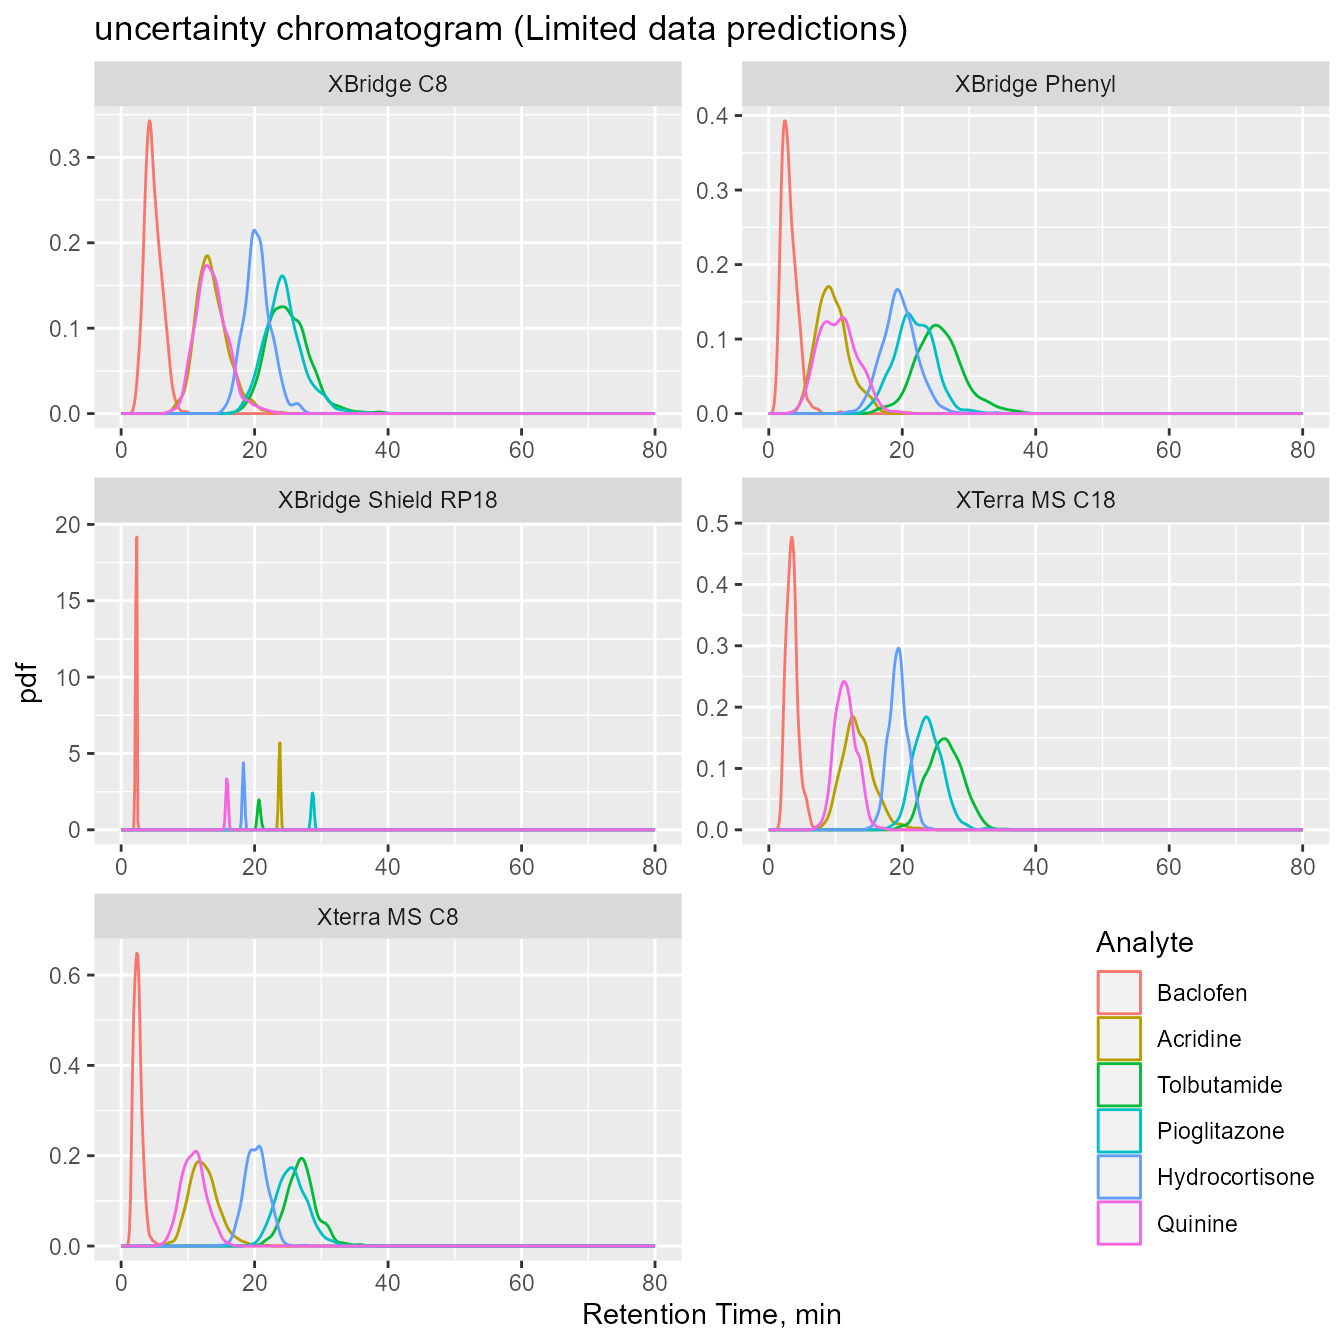 uncertainty chromatogram (Limited data predictions)
XBridge C8
XBridge Phenyl
0.3
0.2
0.1
0.0
0.4
0.3
0.2
0.1
0.0
0 20 40 60 80
0 20 40 60 80
XBridge Shield RP18
XTerra MS C18
20
15
10
5
0
0.5
0.4
0.3
0.2
0.1
0.0
0 20 40 60 80
0 20 40 60 80
pdf
Xterra MS C8
0.6
0.4
0.2
0.0
0 20 40 60 80
Retention Time, min
Analyte
Baclofen
Acridine
Tolbutamide
Pioglitazone
Hydrocortisone
Quinine